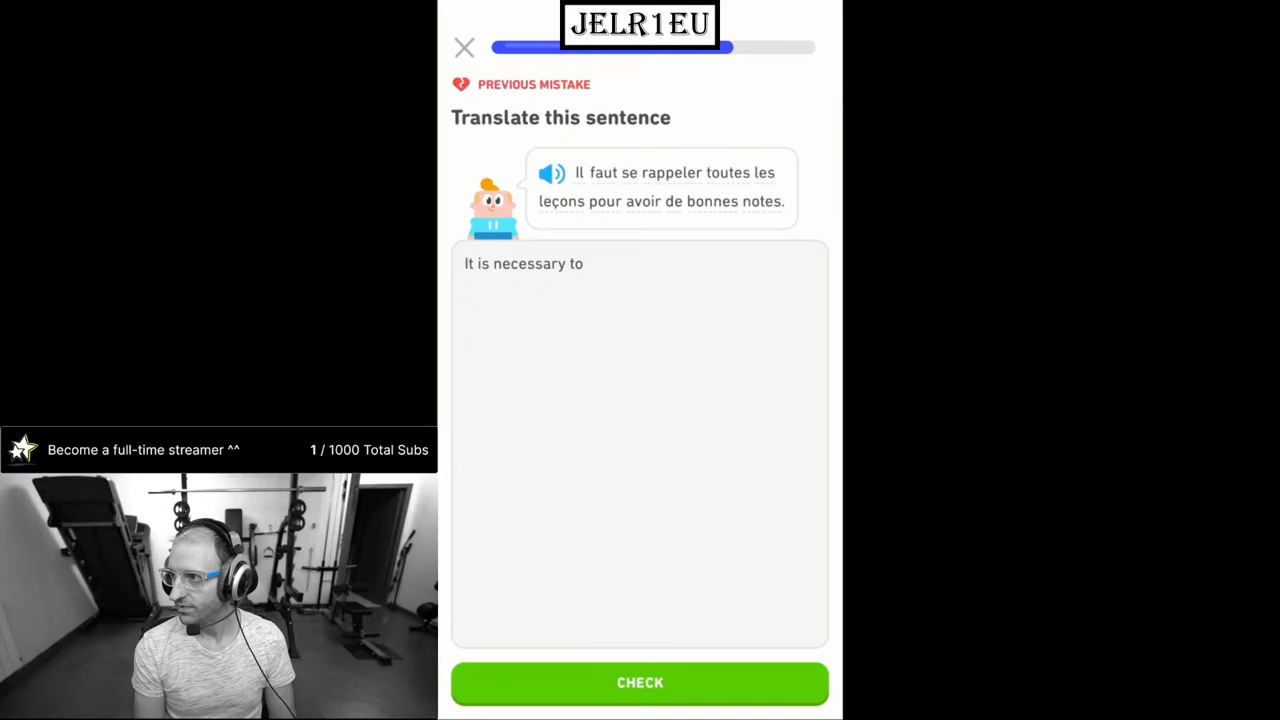 JELR1EU
PREVIOUS MISTAKE
Translate this sentence
Il faut se rappeler toutes les
leçons pour avoir de bonnes notes.
It is necessary to
CHECK
Become a full-time streamer ^^ 1 / 1000 Total Subs